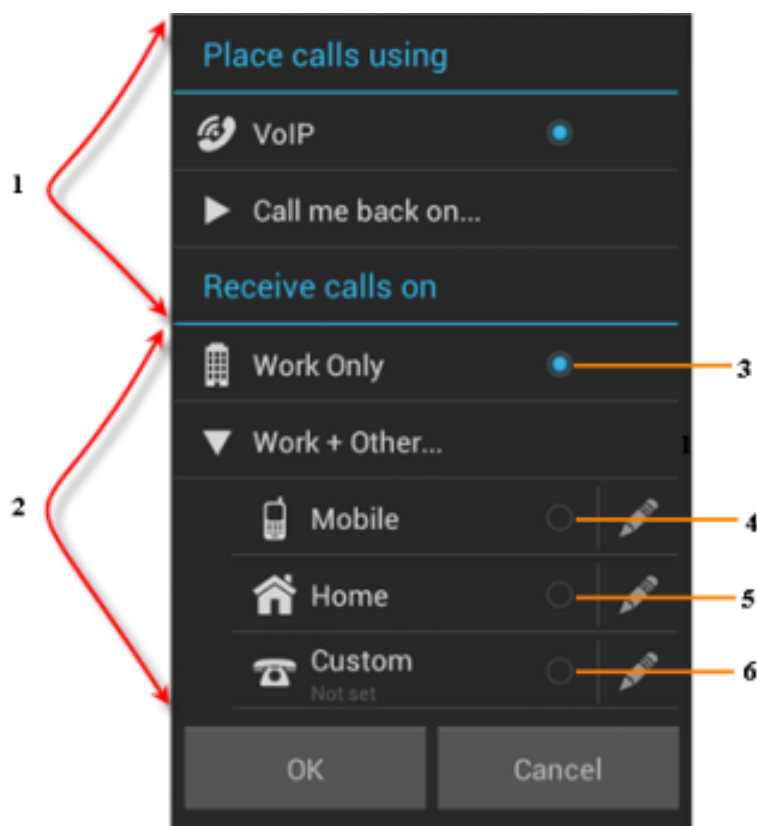 Place calls using
VoIP
1
Call me back on...
Receive calls on
Work Only
3
Work + Other...
1
2
Mobile
4
Home
5
Custom
6
Not set
OK
Cancel